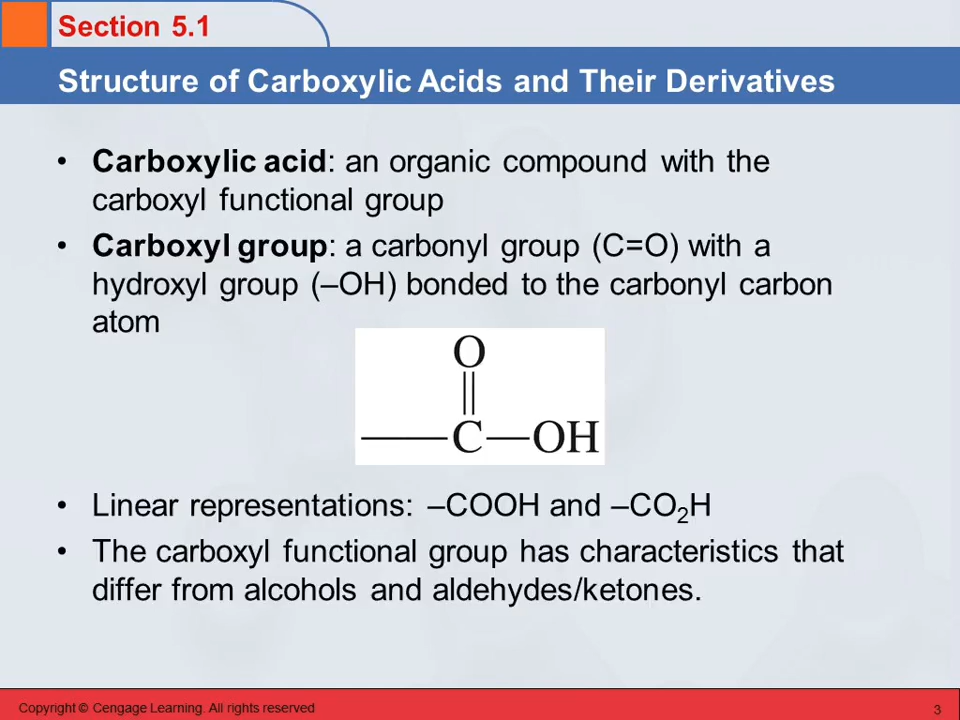 Section 5.1
Structure of Carboxylic Acids and Their Derivatives
• Carboxylic acid: an organic compound with the
carboxyl functional group
• Carboxyl group: a carbonyl group (C=O) with a
hydroxyl group (–OH) bonded to the carbonyl carbon
atom
O
C OH
• Linear representations: –COOH and –CO₂H
• The carboxyl functional group has characteristics that
differ from alcohols and aldehydes/ketones.
Copyright © Cengage Learning. All rights reserved
3